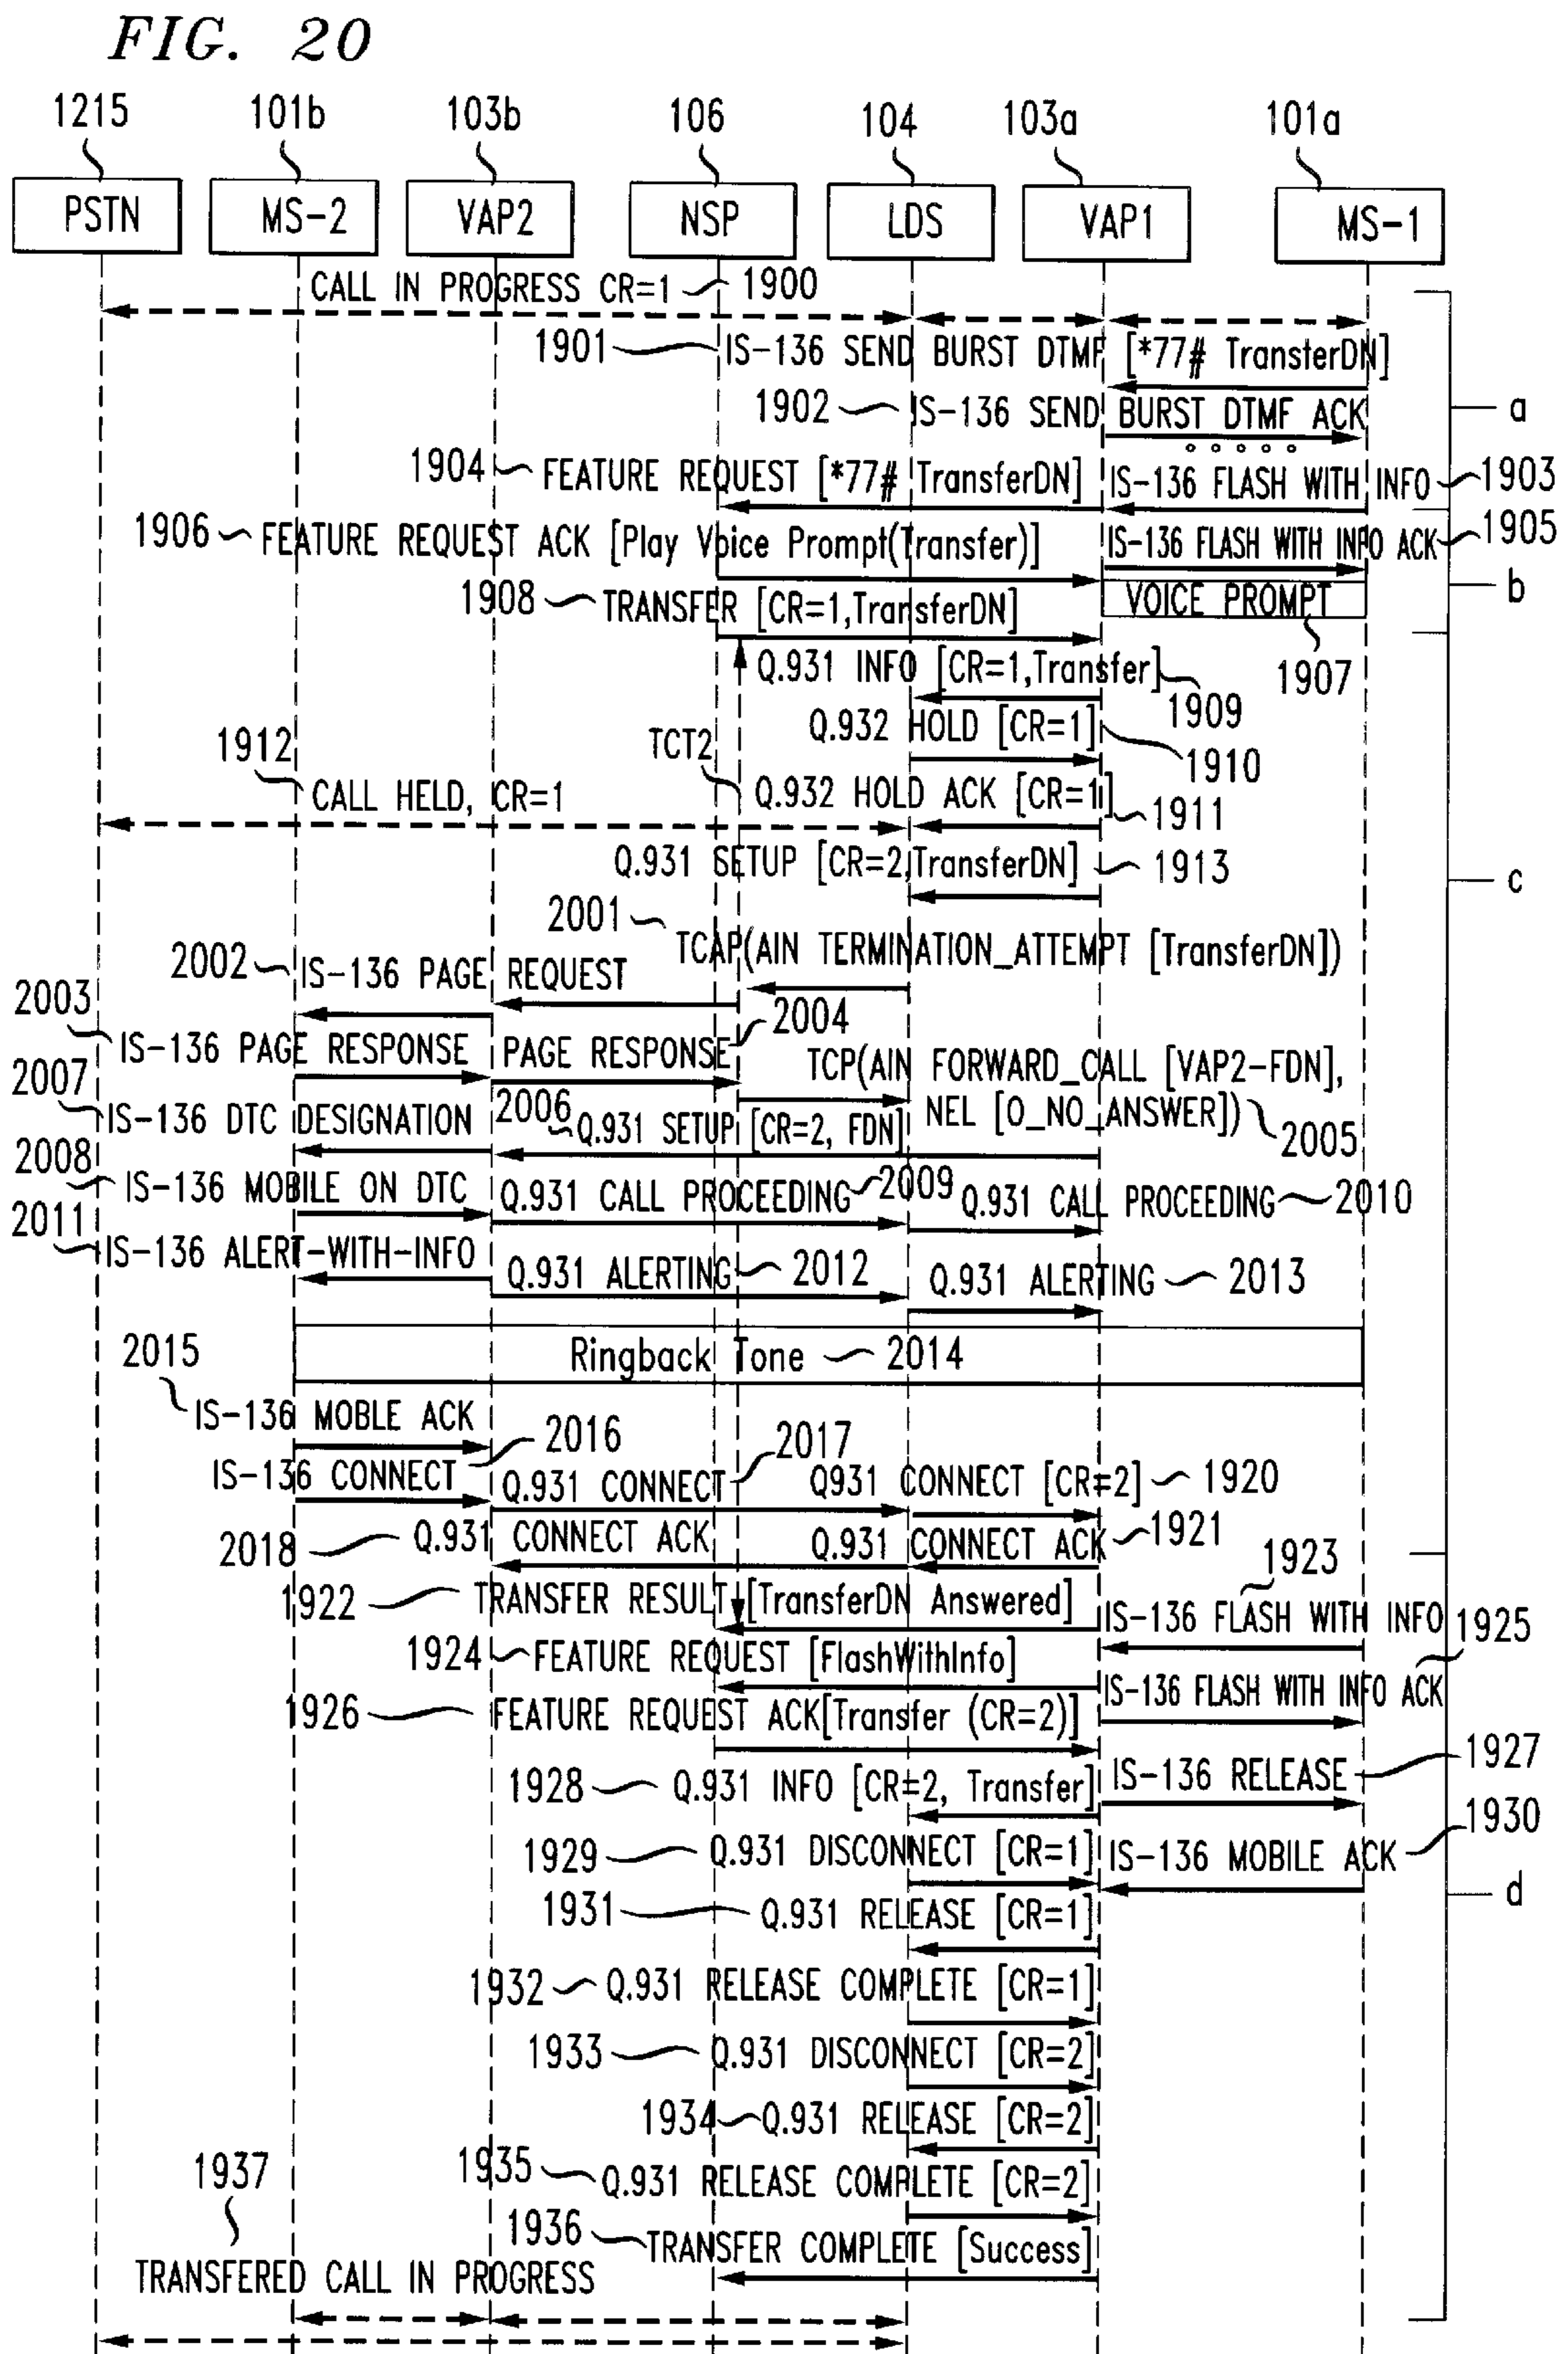 FIG. 20
1215 101b 103b 106 104 103a 101a
PSTN MS-2 VAP2 NSP LDS VAP1 MS-1
CALL IN PROGRESS CR=1 1900
1901 IS-136 SEND BURST DTMF [*77# TransferDN]
1902 IS-136 SEND BURST DTMF ACK
a
1904 FEATURE REQUEST [*77# TransferDN] IS-136 FLASH WITH INFO 1903
1906 FEATURE REQUEST ACK [Play Voice Prompt(Transfer)] IS-136 FLASH WITH INFO ACK 1905
b
1908 TRANSFER [CR=1,TransferDN] VOICE PROMPT
1907
Q.931 INFO [CR=1,Transfer] 1909
Q.932 HOLD [CR=1] 1910
TCT2
1912 CALL HELD, CR=1 Q.932 HOLD ACK [CR=1] 1911
Q.931 SETUP [CR=2,TransferDN] 1913
c
2001 TCAP(AIN TERMINATION_ATTEMPT [TransferDN])
2002 IS-136 PAGE REQUEST
2003 IS-136 PAGE RESPONSE PAGE RESPONSE 2004
TCP(AIN FORWARD_CALL [VAP2-FDN],
NEL [O_NO_ANSWER]) 2005
2007 IS-136 DTC DESIGNATION 2006 Q.931 SETUP [CR=2, FDN]
2008 IS-136 MOBILE ON DTC Q.931 CALL PROCEEDING 2009 Q.931 CALL PROCEEDING 2010
2011 IS-136 ALERT-WITH-INFO Q.931 ALERTING 2012 Q.931 ALERTING 2013
Ringback Tone 2014
2015 IS-136 MOBLE ACK
IS-136 CONNECT 2016 Q.931 CONNECT 2017 Q931 CONNECT [CR=2] 1920
2018 Q.931 CONNECT ACK Q.931 CONNECT ACK 1921
1922 TRANSFER RESULT [TransferDN Answered] IS-136 FLASH WITH INFO 1923
1924 FEATURE REQUEST [FlashWithInfo] IS-136 FLASH WITH INFO ACK 1925
1926 FEATURE REQUEST ACK[Transfer (CR=2)]
1928 Q.931 INFO [CR=2, Transfer] IS-136 RELEASE 1927
1929 Q.931 DISCONNECT [CR=1] IS-136 MOBILE ACK 1930
d
1931 Q.931 RELEASE [CR=1]
1932 Q.931 RELEASE COMPLETE [CR=1]
1933 Q.931 DISCONNECT [CR=2]
1934 Q.931 RELEASE [CR=2]
1935 Q.931 RELEASE COMPLETE [CR=2]
1936 TRANSFER COMPLETE [Success]
1937 TRANSFERED CALL IN PROGRESS